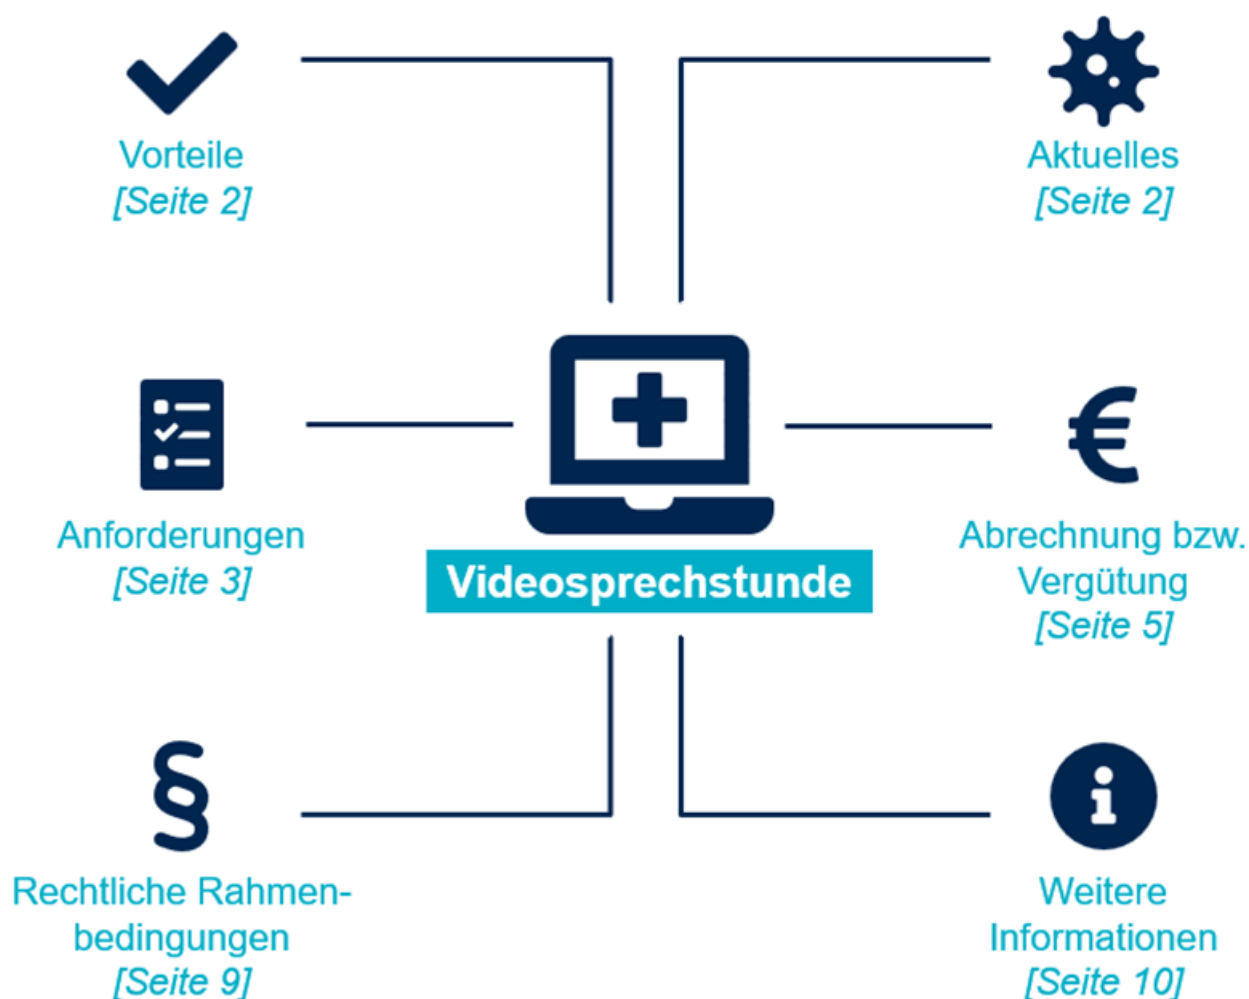 Vorteile
[Seite 2]
Aktuelles
[Seite 2]
Anforderungen
[Seite 3]
Videosprechstunde
Abrechnung bzw.
Vergütung
[Seite 5]
§
Rechtliche Rahmen-
bedingungen
[Seite 9]
Weitere
Informationen
[Seite 10]